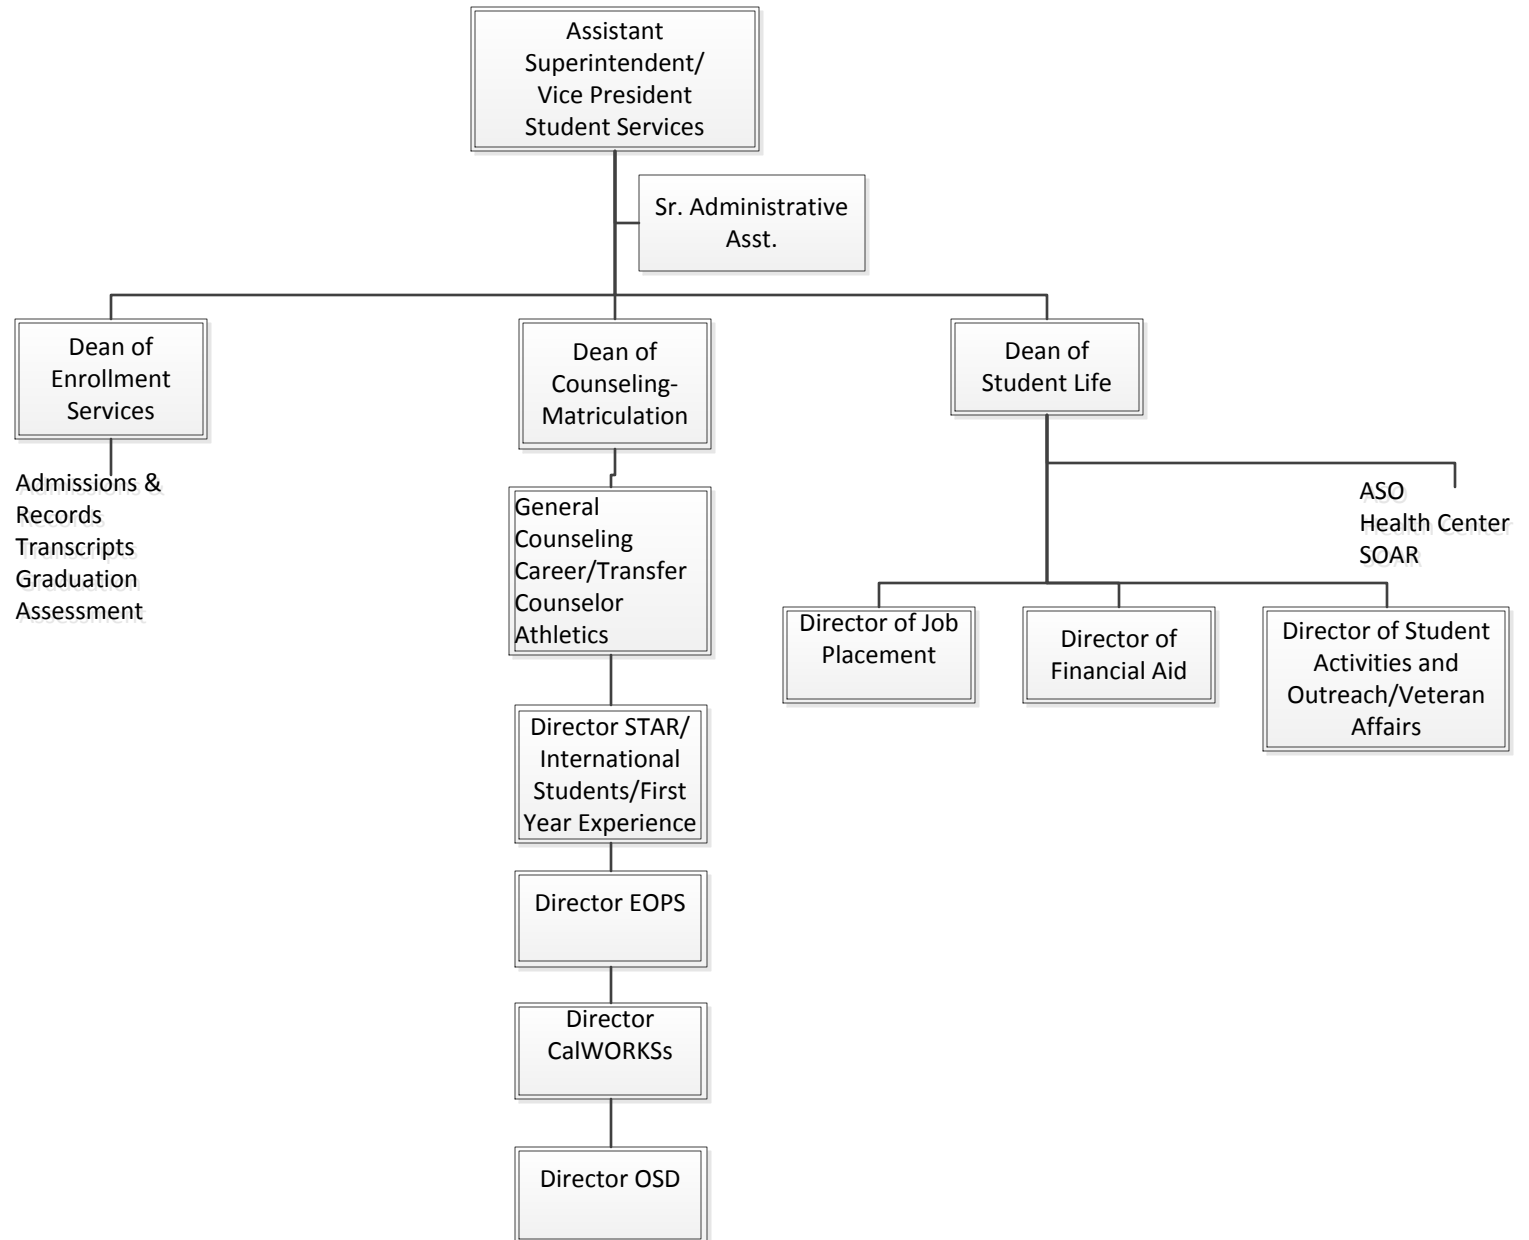 Assistant
Superintendent/
Vice President
Student Services
Sr. Administrative
Asst.
Dean of
Enrollment
Services
Dean of
Counseling-
Matriculation
Dean of
Student Life
Admissions &
Records
Transcripts
Graduation
Assessment
General
Counseling
Career/Transfer
Counselor
Athletics
ASO
Health Center
SOAR
Director of Job
Placement
Director of
Financial Aid
Director of Student
Activities and
Outreach/Veteran
Affairs
Director STAR/
International
Students/First
Year Experience
Director EOPS
Director
CalWORKSs
Director OSD